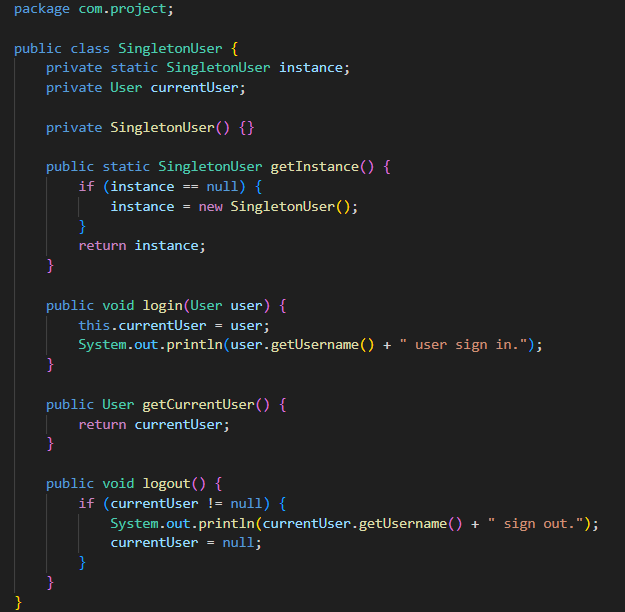 package com.project;

public class SingletonUser {
    private static SingletonUser instance;
    private User currentUser;

    private SingletonUser() {}

    public static SingletonUser getInstance() {
        if (instance == null) {
            instance = new SingletonUser();
        }
        return instance;
    }

    public void login(User user) {
        this.currentUser = user;
        System.out.println(user.getUsername() + " user sign in.");
    }

    public User getCurrentUser() {
        return currentUser;
    }

    public void logout() {
        if (currentUser != null) {
            System.out.println(currentUser.getUsername() + " sign out.");
            currentUser = null;
        }
    }
}